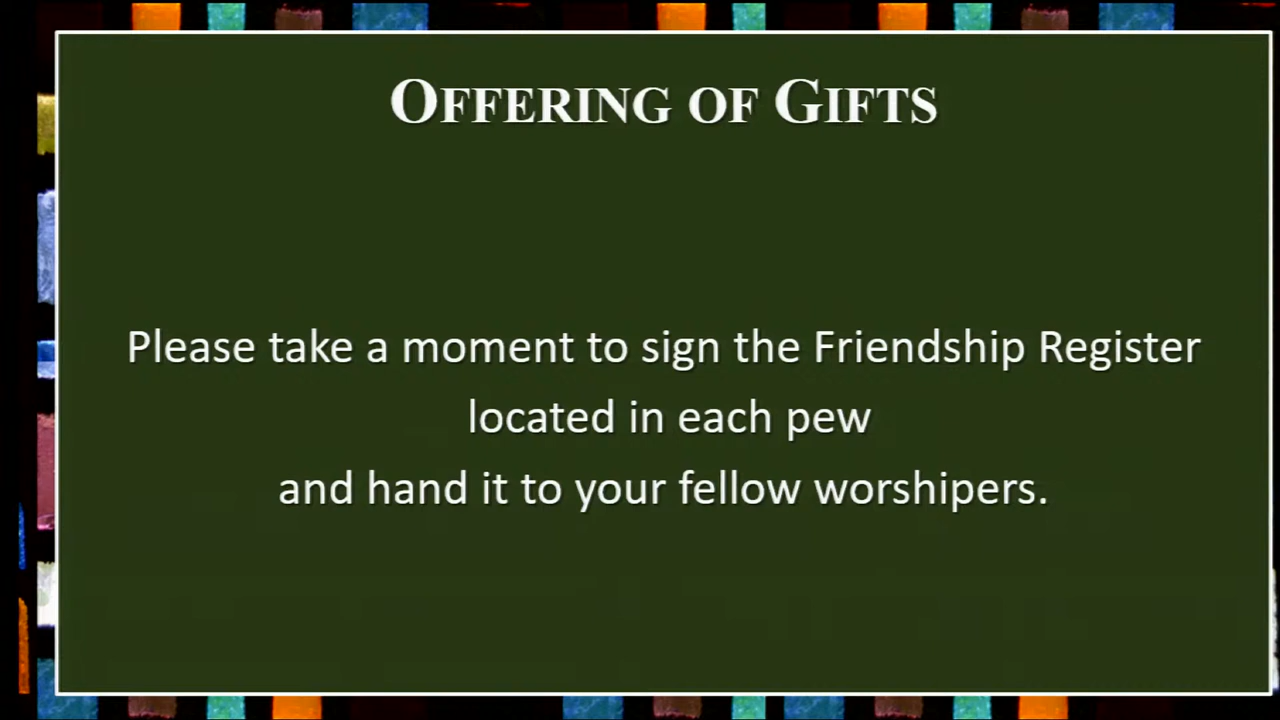 OFFERING OF GIFTS
Please take a moment to sign the Friendship Register
located in each pew
and hand it to your fellow worshipers.